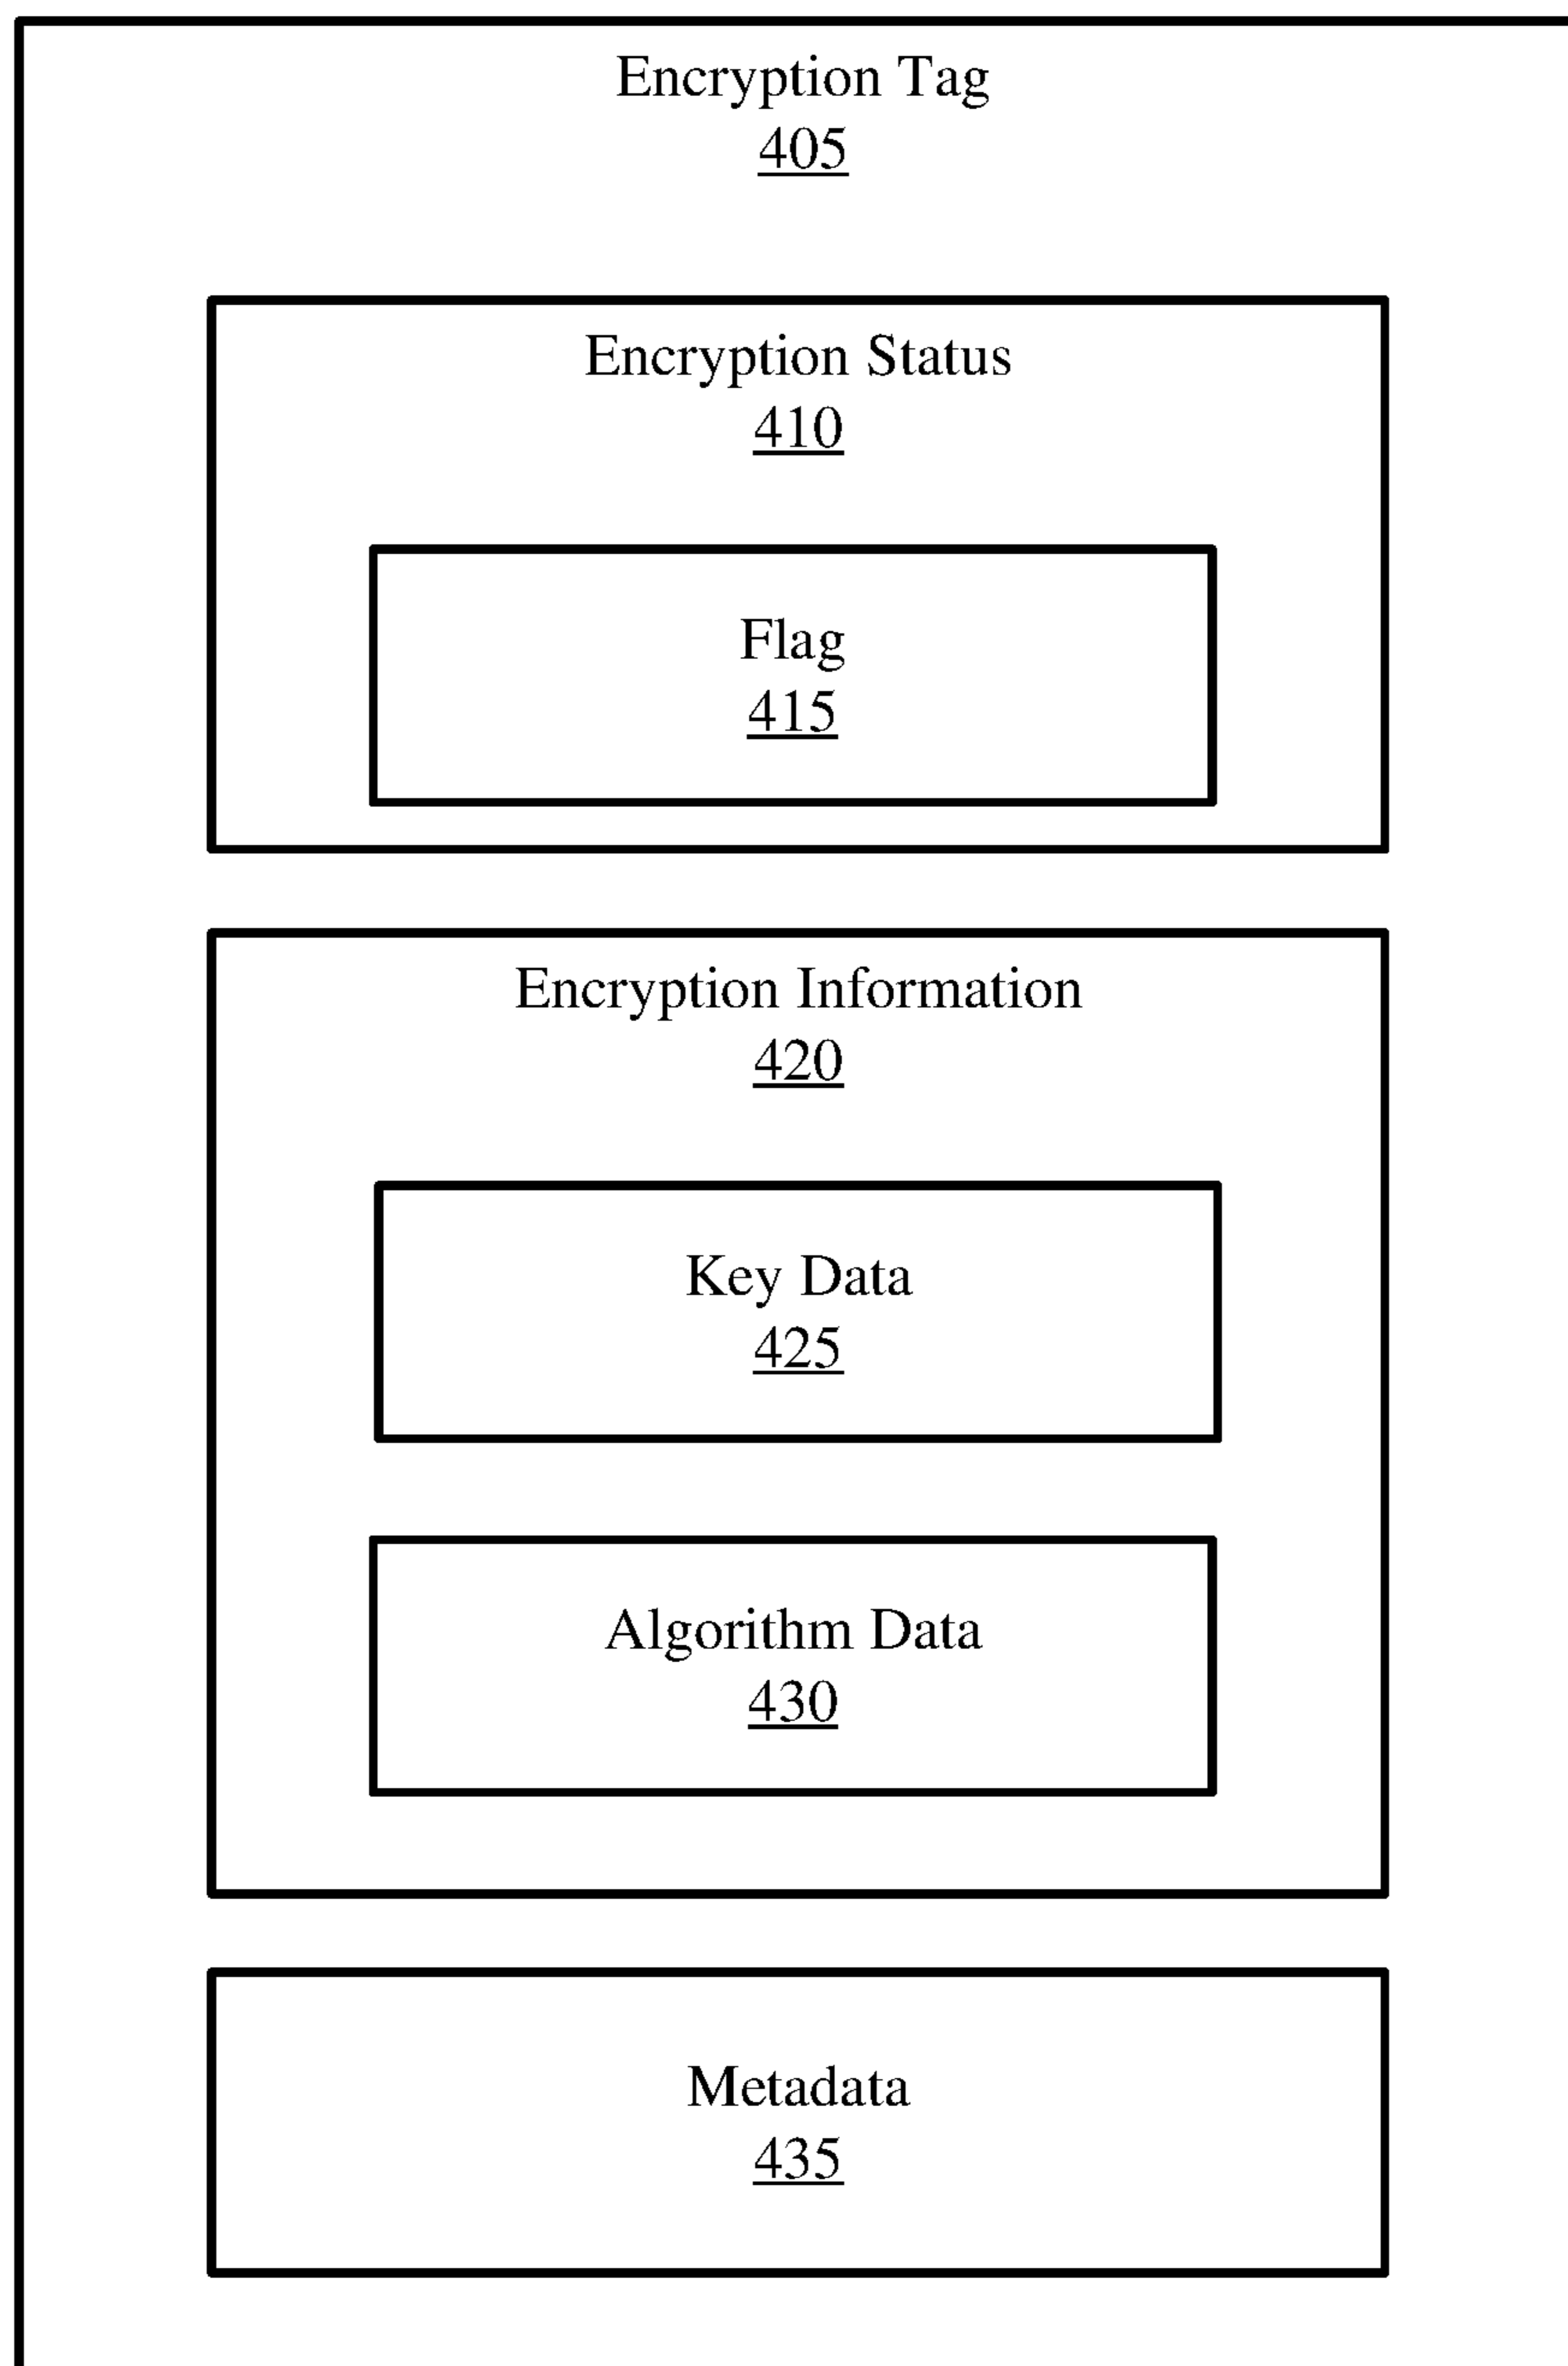 Encryption Tag
405
Encryption Status
410
Flag
415
Encryption Information
420
Key Data
425
Algorithm Data
430
Metadata
435